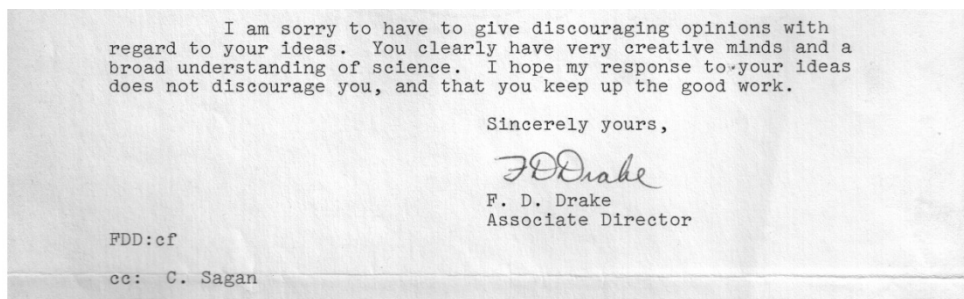 I am sorry to have to give discouraging opinions with
regard to your ideas. You clearly have very creative minds and a
broad understanding of science. I hope my response to your ideas
does not discourage you, and that you keep up the good work.
Sincerely yours,
FDDrake
F. D. Drake
Associate Director
FDD:cf
cc: C. Sagan